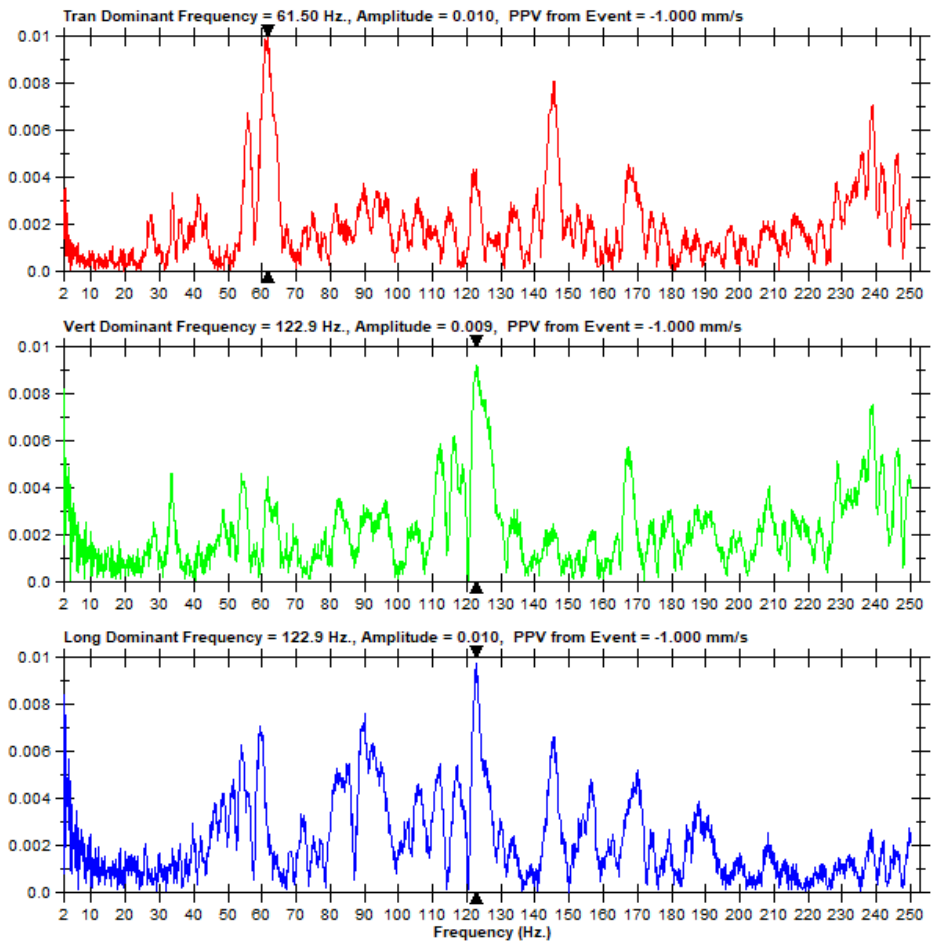 Tran Dominant Frequency = 61.50 Hz., Amplitude = 0.010, PPV from Event = -1.000 mm/s
0.01
0.008
0.006
0.004
0.002
0.0
2 10 20 30 40 50 60 70 80 90 100 110 120 130 140 150 160 170 180 190 200 210 220 230 240 250
Vert Dominant Frequency = 122.9 Hz., Amplitude = 0.009, PPV from Event = -1.000 mm/s
0.01
0.008
0.006
0.004
0.002
0.0
2 10 20 30 40 50 60 70 80 90 100 110 120 130 140 150 160 170 180 190 200 210 220 230 240 250
Long Dominant Frequency = 122.9 Hz., Amplitude = 0.010, PPV from Event = -1.000 mm/s
0.01
0.008
0.006
0.004
0.002
0.0
2 10 20 30 40 50 60 70 80 90 100 110 120 130 140 150 160 170 180 190 200 210 220 230 240 250
Frequency (Hz.)